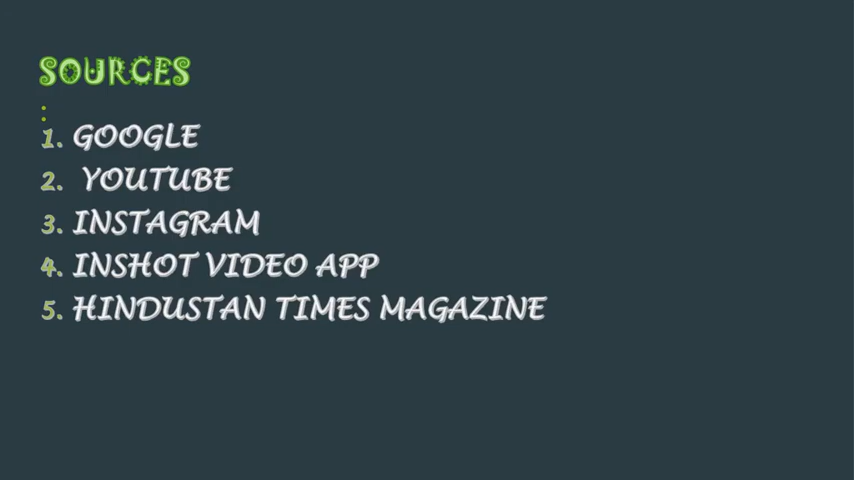 SOURCES
:
1. GOOGLE
2. YOUTUBE
3. INSTAGRAM
4. INSHOT VIDEO APP
5. HINDUSTAN TIMES MAGAZINE